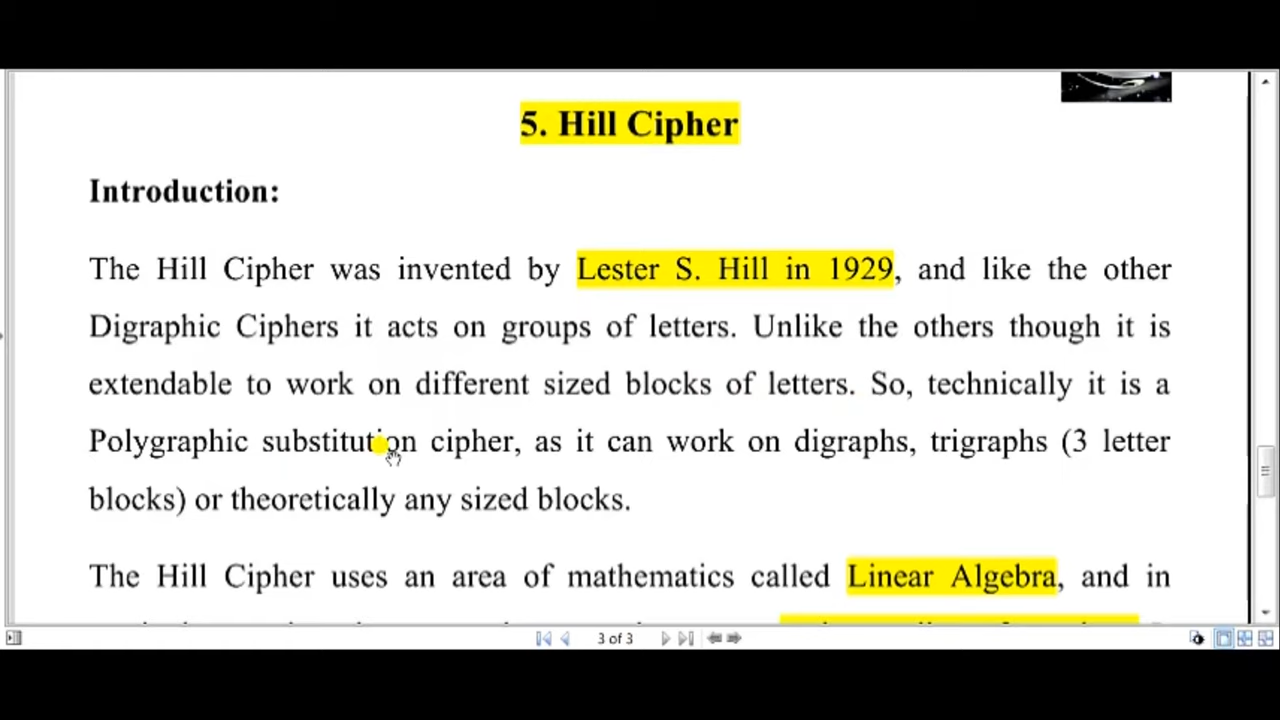 5. Hill Cipher
Introduction:
The Hill Cipher was invented by Lester S. Hill in 1929, and like the other
Digraphic Ciphers it acts on groups of letters. Unlike the others though it is
extendable to work on different sized blocks of letters. So, technically it is a
Polygraphic substitution cipher, as it can work on digraphs, trigraphs (3 letter
blocks) or theoretically any sized blocks.
The Hill Cipher uses an area of mathematics called Linear Algebra, and in
3 of 3